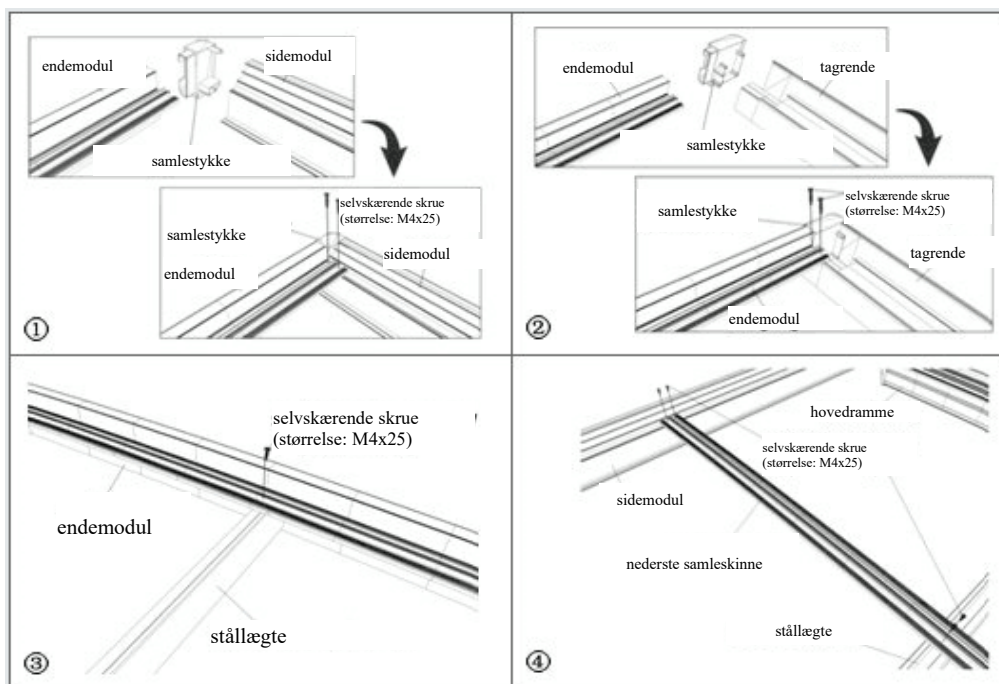 endemodul
sidemodul
samlestykke
selvskærende skrue
(størrelse: M4x25)
samlestykke
endemodul
sidemodul
①
endemodul
tagrende
samlestykke
selvskærende skrue
(størrelse: M4x25)
samlestykke
tagrende
endemodul
②
selvskærende skrue
(størrelse: M4x25)
endemodul
stållægte
③
hovedramme
selvskærende skrue
(størrelse: M4x25)
sidemodul
nederste samleskinne
stållægte
④